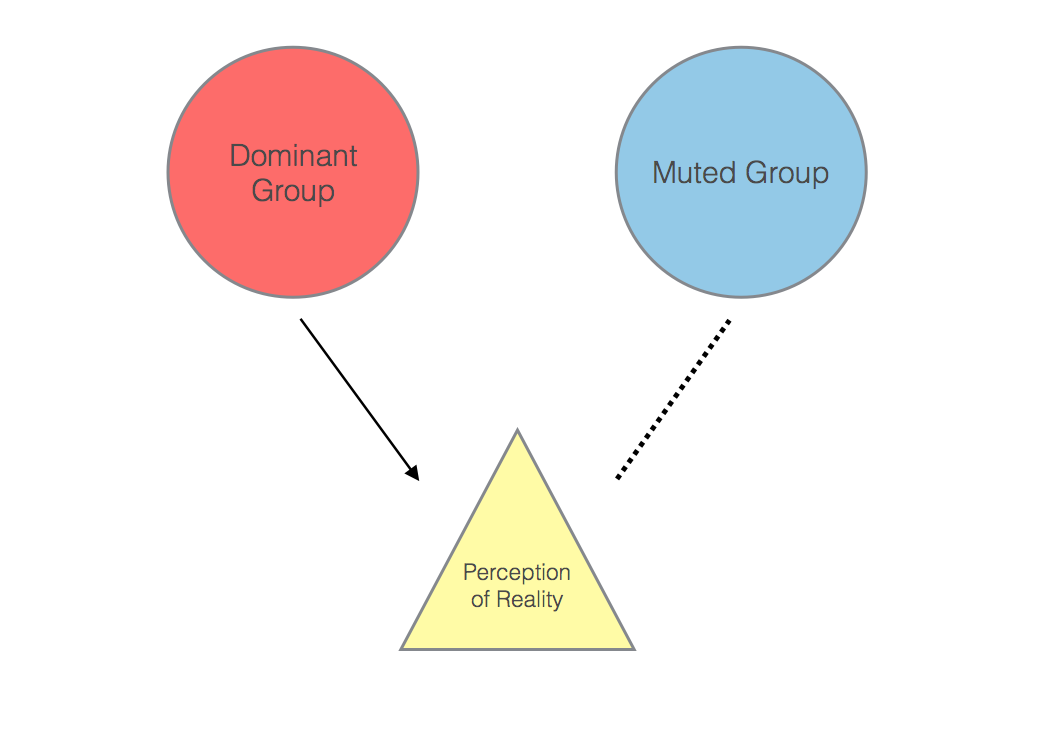 Dominant
Group
Muted Group
Perception
of Reality